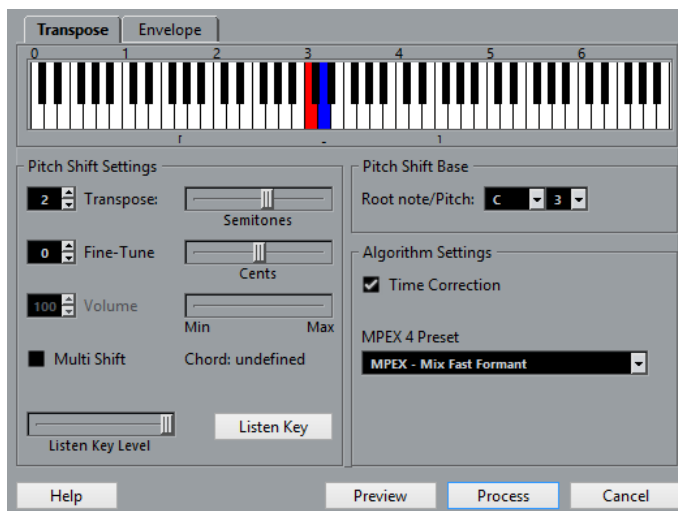 Transpose Envelope
0 1 2 3 4 5 6
Pitch Shift Settings
2 Transpose:
Semitones
0 Fine-Tune
Cents
100 Volume
Min Max
Multi Shift Chord: undefined
Listen Key
Listen Key Level
Pitch Shift Base
Root note/Pitch: C 3
Algorithm Settings
Time Correction
MPEX 4 Preset
MPEX - Mix Fast Formant
Help Preview Process Cancel